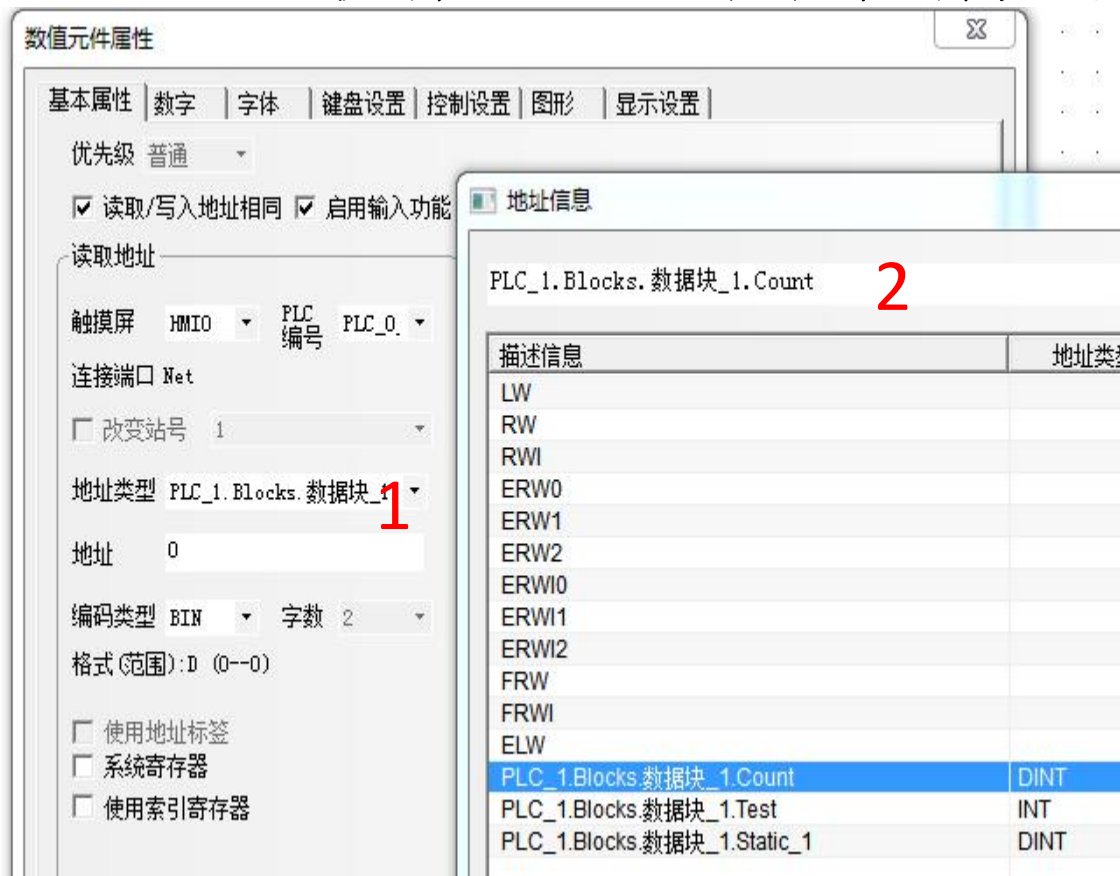 数值元件属性
基本属性 数字 字体 键盘设置 控制设置 图形 显示设置
优先级 普通
读取/写入地址相同 启用输入功能
读取地址
触摸屏 HMI0 PLC编号 PLC_0_
连接端口 Net
改变站号 1
地址类型 PLC_1.Blocks.数据块_1
1
地址 0
编码类型 BIN 字数 2
格式(范围):D (0--0)
使用地址标签
系统寄存器
使用索引寄存器
地址信息
PLC_1.Blocks.数据块_1.Count
2
描述信息 地址类型
LW
RW
RWI
ERW0
ERW1
ERW2
ERWI0
ERWI1
ERWI2
FRW
FRWI
ELW
PLC_1.Blocks.数据块_1.Count DINT
PLC_1.Blocks.数据块_1.Test INT
PLC_1.Blocks.数据块_1.Static_1 DINT